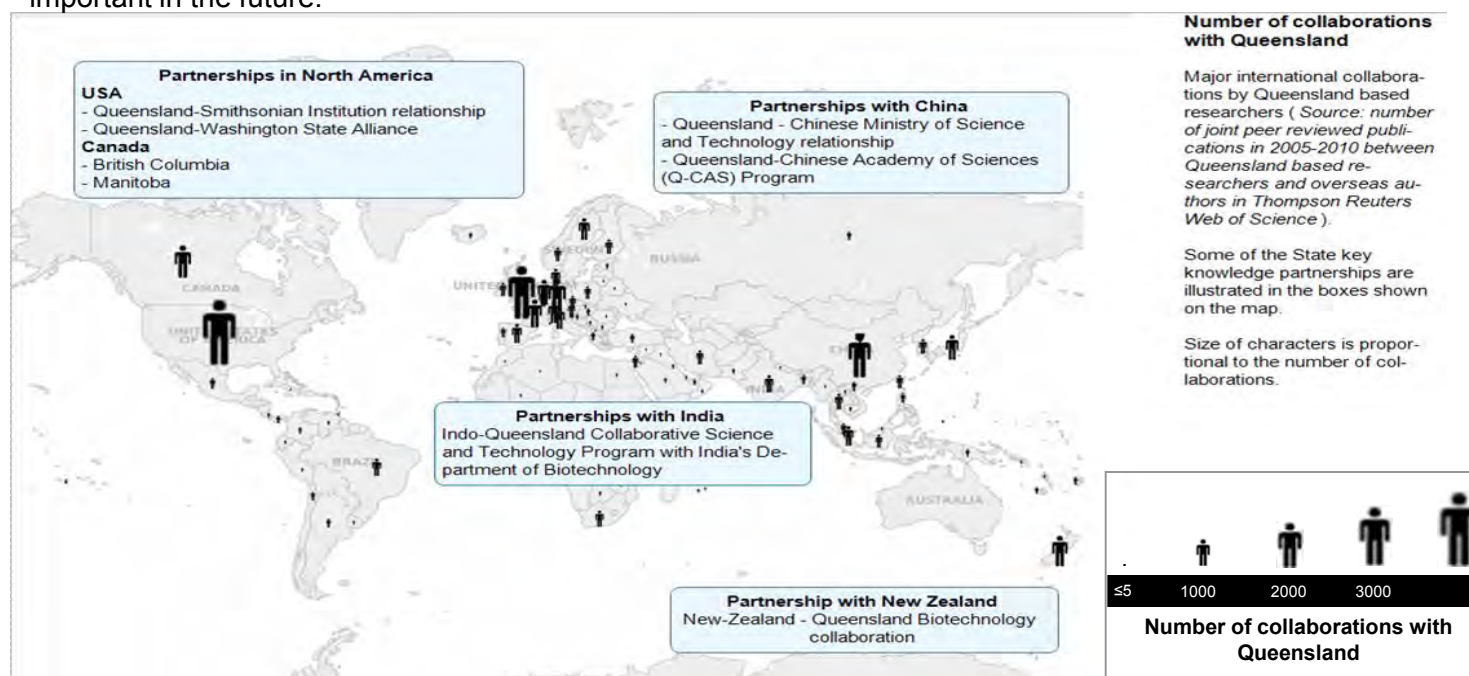 important in the future.
Partnerships in North America
USA
- Queensland-Smithsonian Institution relationship
- Queensland-Washington State Alliance
Canada
- British Columbia
- Manitoba
Partnerships with China
- Queensland - Chinese Ministry of Science
and Technology relationship
- Queensland-Chinese Academy of Sciences
(Q-CAS) Program
Number of collaborations
with Queensland
Major international collabora-
tions by Queensland based
researchers ( Source: number
of joint peer reviewed publi-
cations in 2005-2010 between
Queensland based re-
searchers and overseas au-
thors in Thompson Reuters
Web of Science ).
Some of the State key
knowledge partnerships are
illustrated in the boxes shown
on the map.
Size of characters is propor-
tional to the number of col-
laborations.
CANADA
UNITED STATES
OF AMERICA
RUSSIA
INDIA
BRAZIL
AUSTRALIA
Partnerships with India
Indo-Queensland Collaborative Science
and Technology Program with India's De-
partment of Biotechnology
Partnership with New Zealand
New-Zealand - Queensland Biotechnology
collaboration
≤5 1000 2000 3000
Number of collaborations with
Queensland